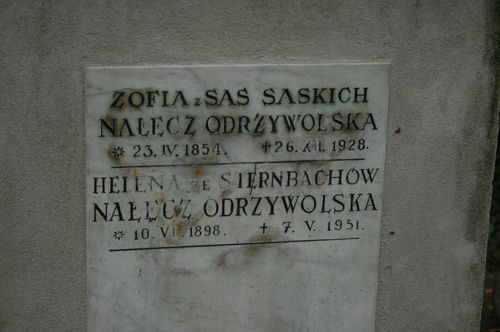 ZOFIA z SAS SASKICH
NAŁĘCZ ODRZYWOLSKA
* 23. IV. 1854. † 26. XII. 1928.
HELENA ZE STERNBACHÓW
NAŁĘCZ ODRZYWOLSKA
* 10. VI. 1898. † 7. V. 1951.